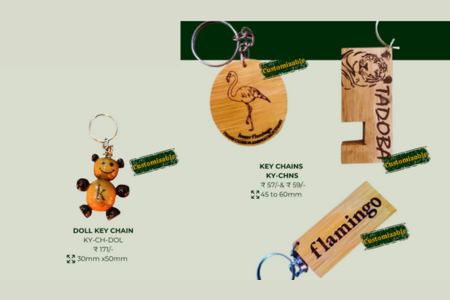 Customizable
TADOBA
Customizable
KEY CHAINS
KY-CHNS
₹ 57/-& ₹ 59/-
45 to 60mm
Customizable
k
DOLL KEY CHAIN
KY-CH-DOL
₹ 171/-
30mm x50mm
flamingo
Customizable